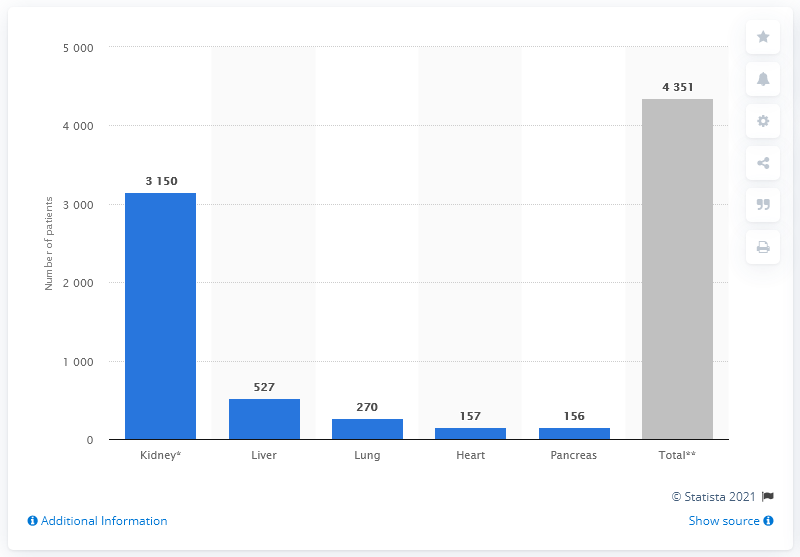 5 000
4 000
3 000
2 000
1 000
0
Number of patients
3 150
527
270
157
156
4 351
Kidney*
Liver
Lung
Heart
Pancreas
Total**
© Statista 2021
Additional Information
Show source